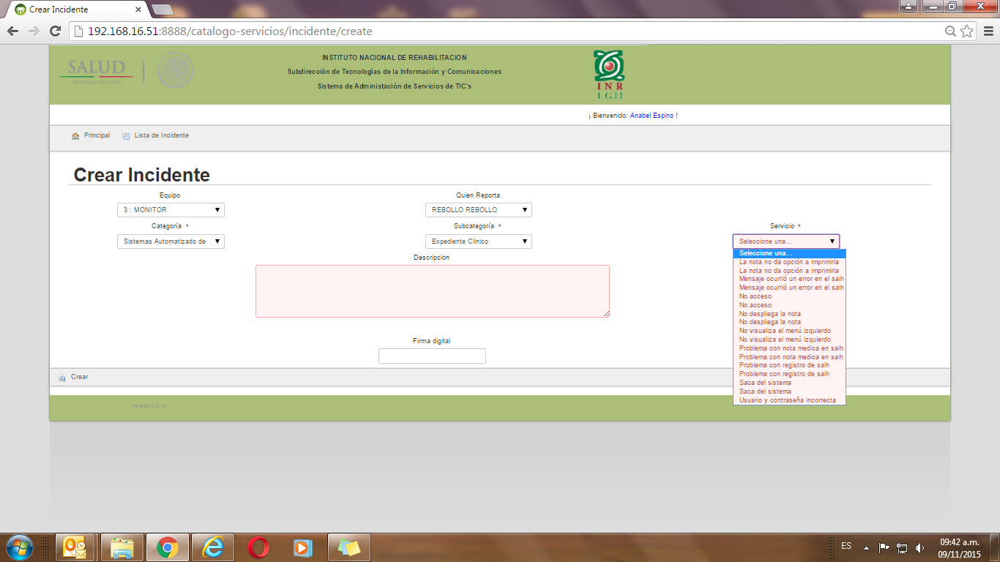 Crear Incidente
192.168.16.51:8888/catalogo-servicios/incidente/create
SALUD
SECRETARÍA DE SALUD
INSTITUTO NACIONAL DE REHABILITACION
Subdirección de Tecnologías de la Información y Comunicaciones
Sistema de Administación de Servicios de TIC's
INR
LGII
¡ Bienvenido: Anabel Espino !
Principal
Lista de Incidente
Crear Incidente
Equipo
Quien Reporta
3 : MONITOR
REBOLLO REBOLLO
Categoría *
Subcategoría *
Servicio *
Sistemas Automatizado de
Expediente Clinico
Seleccione una...
Descripcion
Seleccione una...
La nota no da opción a imprimirla
La nota no da opción a imprimirla
Mensaje ocurrió un error en el saih
Mensaje ocurrió un error en el saih
No acceso
No acceso
No despliega la nota
No despliega la nota
No visualiza el menú izquierdo
No visualiza el menú izquierdo
Problema con nota medica en saih
Problema con nota medica en saih
Problema con registro de saih
Problema con registro de saih
Saca del sistema
Saca del sistema
Usuario y contraseña incorrecta
Firma digital
Crear
Versión 0.3.14
ES
09:42 a.m.
09/11/2015